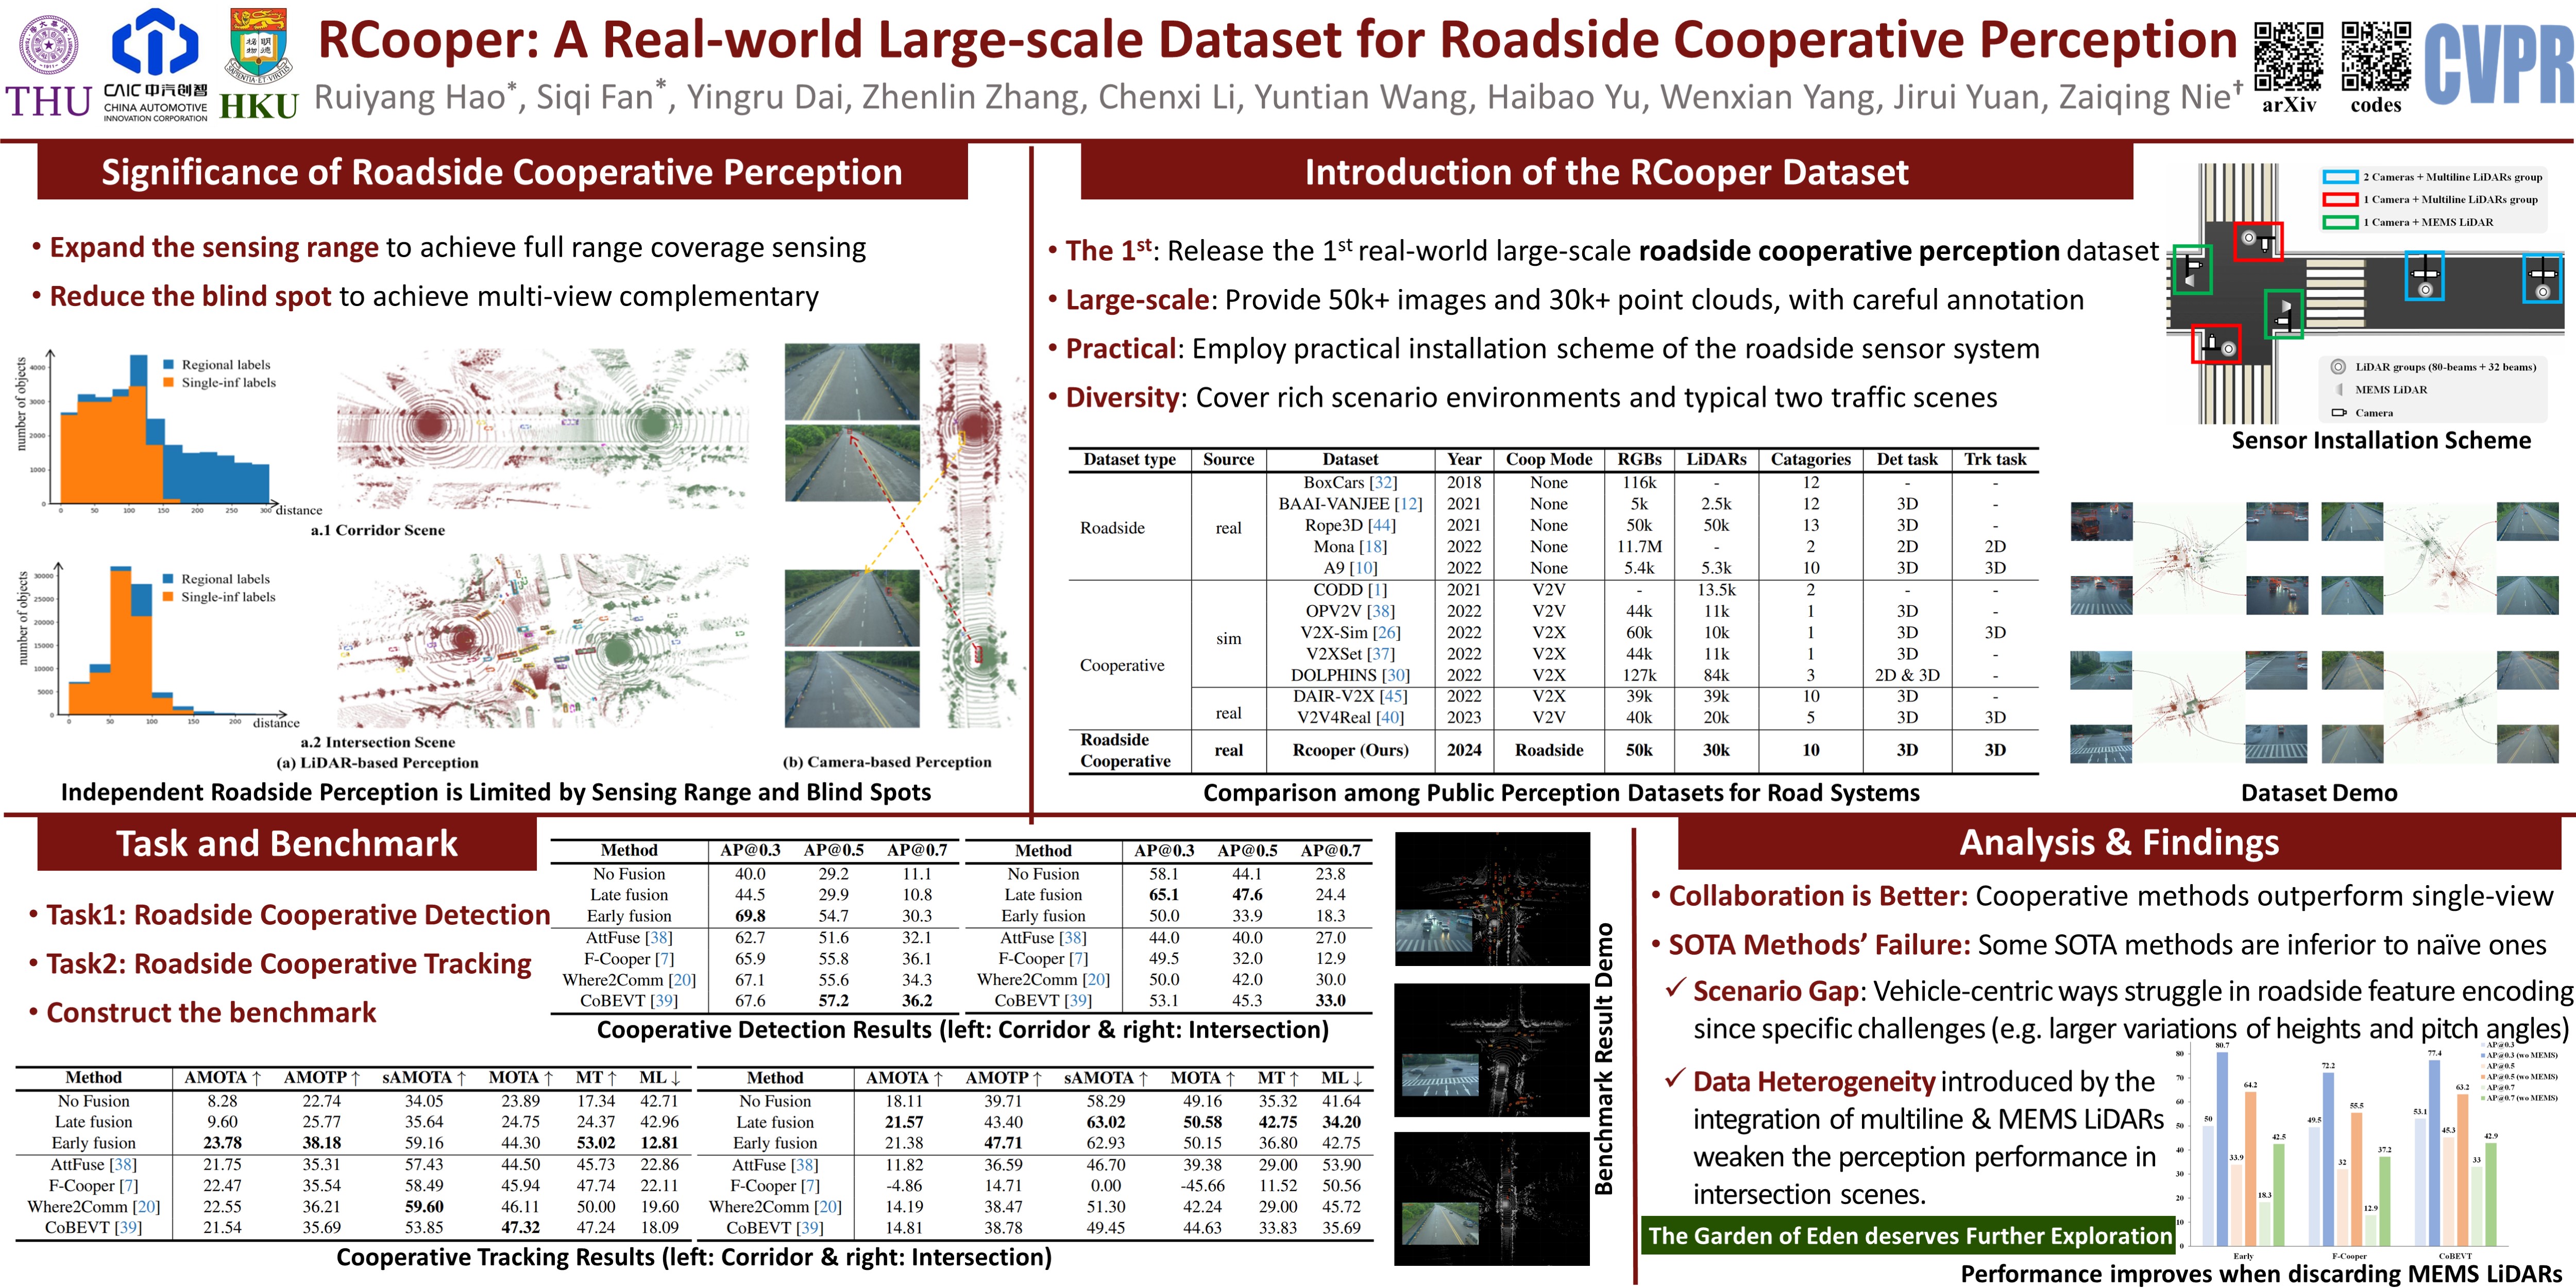 RCooper: A Real-world Large-scale Dataset for Roadside Cooperative Perception
Ruiyang Hao*, Siqi Fan*, Yingru Dai, Zhenlin Zhang, Chenxi Li, Yuntian Wang, Haibao Yu, Wenxian Yang, Jirui Yuan, Zaiqing Nie†
THU
CAIC 中汽创智
CHINA AUTOMOTIVE
INNOVATION CORPORATION
HKU
arXiv
codes
CVPR
Significance of Roadside Cooperative Perception
• Expand the sensing range to achieve full range coverage sensing
• Reduce the blind spot to achieve multi-view complementary
number of objects
4000
3000
2000
1000
0
0 50 100 150 200 250 300 distance
Regional labels
Single-inf labels
a.1 Corridor Scene
number of objects
30000
25000
20000
15000
10000
5000
0
0 50 100 150 200 distance
Regional labels
Single-inf labels
a.2 Intersection Scene
(a) LiDAR-based Perception
(b) Camera-based Perception
Independent Roadside Perception is Limited by Sensing Range and Blind Spots
Introduction of the RCooper Dataset
• The 1st: Release the 1st real-world large-scale roadside cooperative perception dataset
• Large-scale: Provide 50k+ images and 30k+ point clouds, with careful annotation
• Practical: Employ practical installation scheme of the roadside sensor system
• Diversity: Cover rich scenario environments and typical two traffic scenes
Dataset type Source Dataset Year Coop Mode RGBs LiDARs Catagories Det task Trk task
Roadside real
BoxCars [32] 2018 None 116k - 12 - -
BAAI-VANJEE [12] 2021 None 5k 2.5k 12 3D -
Rope3D [44] 2021 None 50k 50k 13 3D -
Mona [18] 2022 None 11.7M - 2 2D 2D
A9 [10] 2022 None 5.4k 5.3k 10 3D 3D
Cooperative sim
CODD [1] 2021 V2V - 13.5k 2 - -
OPV2V [38] 2022 V2V 44k 11k 1 3D -
V2X-Sim [26] 2022 V2X 60k 10k 1 3D 3D
V2XSet [37] 2022 V2X 44k 11k 1 3D -
DOLPHINS [30] 2022 V2X 127k 84k 3 2D & 3D -
real
DAIR-V2X [45] 2022 V2X 39k 39k 10 3D -
V2V4Real [40] 2023 V2V 40k 20k 5 3D 3D
Roadside
Cooperative real Rcooper (Ours) 2024 Roadside 50k 30k 10 3D 3D
Comparison among Public Perception Datasets for Road Systems
2 Cameras + Multiline LiDARs group
1 Camera + Multiline LiDARs group
1 Camera + MEMS LiDAR
LiDAR groups (80-beams + 32 beams)
MEMS LiDAR
Camera
Sensor Installation Scheme
Dataset Demo
Task and Benchmark
• Task1: Roadside Cooperative Detection
• Task2: Roadside Cooperative Tracking
• Construct the benchmark
Method AP@0.3 AP@0.5 AP@0.7
No Fusion 40.0 29.2 11.1
Late fusion 44.5 29.9 10.8
Early fusion 69.8 54.7 30.3
AttFuse [38] 62.7 51.6 32.1
F-Cooper [7] 65.9 55.8 36.1
Where2Comm [20] 67.1 55.6 34.3
CoBEVT [39] 67.6 57.2 36.2
Method AP@0.3 AP@0.5 AP@0.7
No Fusion 58.1 44.1 23.8
Late fusion 65.1 47.6 24.4
Early fusion 50.0 33.9 18.3
AttFuse [38] 44.0 40.0 27.0
F-Cooper [7] 49.5 32.0 12.9
Where2Comm [20] 50.0 42.0 30.0
CoBEVT [39] 53.1 45.3 33.0
Cooperative Detection Results (left: Corridor & right: Intersection)
Method AMOTA ↑ AMOTP ↑ sAMOTA ↑ MOTA ↑ MT ↑ ML ↓
No Fusion 8.28 22.74 34.05 23.89 17.34 42.71
Late fusion 9.60 25.77 35.64 24.75 24.37 42.96
Early fusion 23.78 38.18 59.16 44.30 53.02 12.81
AttFuse [38] 21.75 35.31 57.43 44.50 45.73 22.86
F-Cooper [7] 22.47 35.54 58.49 45.94 47.74 22.11
Where2Comm [20] 22.55 36.21 59.60 46.11 50.00 19.60
CoBEVT [39] 21.54 35.69 53.85 47.32 47.24 18.09
Method AMOTA ↑ AMOTP ↑ sAMOTA ↑ MOTA ↑ MT ↑ ML ↓
No Fusion 18.11 39.71 58.29 49.16 35.32 41.64
Late fusion 21.57 43.40 63.02 50.58 42.75 34.20
Early fusion 21.38 47.71 62.93 50.15 36.80 42.75
AttFuse [38] 11.82 36.59 46.70 39.38 29.00 53.90
F-Cooper [7] -4.86 14.71 0.00 -45.66 11.52 50.56
Where2Comm [20] 14.19 38.47 51.30 42.24 29.00 45.72
CoBEVT [39] 14.81 38.78 49.45 44.63 33.83 35.69
Cooperative Tracking Results (left: Corridor & right: Intersection)
Benchmark Result Demo
Analysis & Findings
• Collaboration is Better: Cooperative methods outperform single-view
• SOTA Methods' Failure: Some SOTA methods are inferior to naïve ones
✓ Scenario Gap: Vehicle-centric ways struggle in roadside feature encoding
since specific challenges (e.g. larger variations of heights and pitch angles)
✓ Data Heterogeneity introduced by the
integration of multiline & MEMS LiDARs
weaken the perception performance in
intersection scenes.
The Garden of Eden deserves Further Exploration
AP@0.3
AP@0.3 (wo MEMS)
AP@0.5
AP@0.5 (wo MEMS)
AP@0.7
AP@0.7 (wo MEMS)
80
70
60
50
40
30
20
10
0
50 80.7 33.9 64.2 18.3 42.5
49.5 72.2 32 55.5 12.9 37.2
53.1 77.4 45.3 63.2 33 42.9
Early F-Cooper CoBEVT
Performance improves when discarding MEMS LiDARs